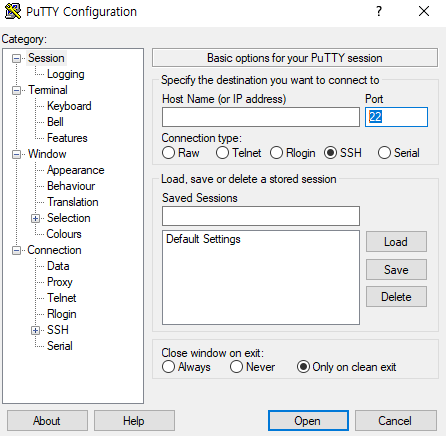 PuTTY Configuration
?
Category:
Session
Logging
Terminal
Keyboard
Bell
Features
Window
Appearance
Behaviour
Translation
Selection
Colours
Connection
Data
Proxy
Telnet
Rlogin
SSH
Serial
Basic options for your PuTTY session
Specify the destination you want to connect to
Host Name (or IP address) Port
22
Connection type:
Raw Telnet Rlogin SSH Serial
Load, save or delete a stored session
Saved Sessions
Default Settings
Load
Save
Delete
Close window on exit:
Always Never Only on clean exit
About Help Open Cancel